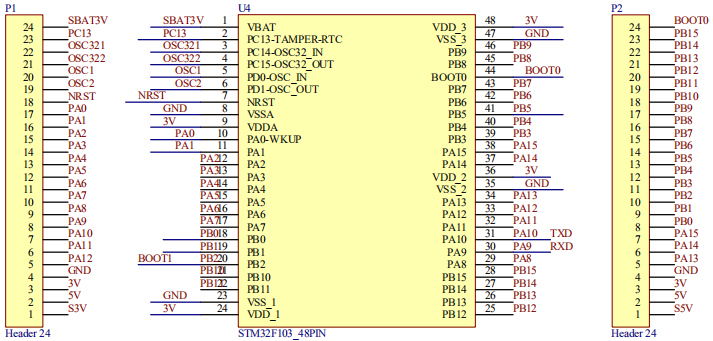 P1
24 SBAT3V
23 PC13
22 OSC321
21 OSC322
20 OSC1
19 OSC2
18 NRST
17 PA0
16 PA1
15 PA2
14 PA3
13 PA4
12 PA5
11 PA6
10 PA7
9 PA8
8 PA9
7 PA10
6 PA11
5 PA12
4 GND
3 3V
2 5V
1 S3V
Header 24
U4
SBAT3V 1 VBAT VDD_3 48 3V
PC13 2 PC13-TAMPER-RTC VSS_3 47 GND
OSC321 3 PC14-OSC32_IN PB9 46 PB9
OSC322 4 PC15-OSC32_OUT PB8 45 PB8
OSC1 5 PD0-OSC_IN BOOT0 44 BOOT0
OSC2 6 PD1-OSC_OUT PB7 43 PB7
NRST 7 NRST PB6 42 PB6
GND 8 VSSA PB5 41 PB5
3V 9 VDDA PB4 40 PB4
PA0 10 PA0-WKUP PB3 39 PB3
PA1 11 PA1 PA15 38 PA15
PA2 12 PA2 PA14 37 PA14
PA3 13 PA3 VDD_2 36 3V
PA4 14 PA4 VSS_2 35 GND
PA5 15 PA5 PA13 34 PA13
PA6 16 PA6 PA12 33 PA12
PA7 17 PA7 PA11 32 PA11
PB0 18 PB0 PA10 31 PA10 TXD
PB1 19 PB1 PA9 30 PA9 RXD
BOOT1 PB2 20 PB2 PA8 29 PA8
PB10 21 PB10 PB15 28 PB15
PB11 22 PB11 PB14 27 PB14
GND 23 VSS_1 PB13 26 PB13
3V 24 VDD_1 PB12 25 PB12
STM32F103_48PIN
P2
24 BOOT0
23 PB15
22 PB14
21 PB13
20 PB12
19 PB11
18 PB10
17 PB9
16 PB8
15 PB7
14 PB6
13 PB5
12 PB4
11 PB3
10 PB2
9 PB1
8 PB0
7 PA15
6 PA14
5 PA13
4 GND
3 3V
2 5V
1 S5V
Header 24